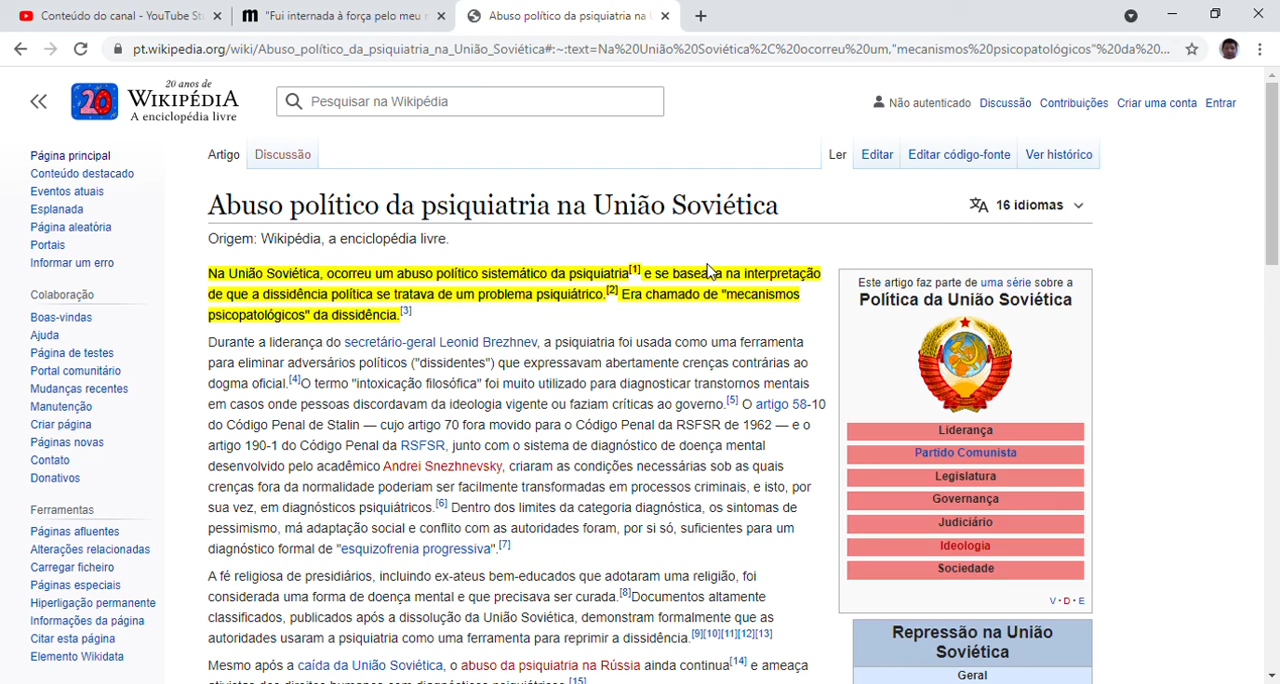 Conteúdo do canal - YouTube St
"Fui internada à força pelo meu r
Abuso político da psiquiatria na
pt.wikipedia.org/wiki/Abuso_político_da_psiquiatria_na_União_Soviética#:~:text=Na%20União%20Soviética%2C%20ocorreu%20um,"mecanismos%20psicopatológicos"%20da%20...
20 anos de
WIKIPÉDIA
A enciclopédia livre
Pesquisar na Wikipédia
Não autenticado Discussão Contribuições Criar uma conta Entrar
Página principal
Conteúdo destacado
Eventos atuais
Esplanada
Página aleatória
Portais
Informar um erro
Colaboração
Boas-vindas
Ajuda
Página de testes
Portal comunitário
Mudanças recentes
Manutenção
Criar página
Páginas novas
Contato
Donativos
Ferramentas
Páginas afluentes
Alterações relacionadas
Carregar ficheiro
Páginas especiais
Hiperligação permanente
Informações da página
Citar esta página
Elemento Wikidata
Artigo Discussão Ler Editar Editar código-fonte Ver histórico
Abuso político da psiquiatria na União Soviética
16 idiomas
Origem: Wikipédia, a enciclopédia livre.
Na União Soviética, ocorreu um abuso político sistemático da psiquiatria[1] e se baseava na interpretação
de que a dissidência política se tratava de um problema psiquiátrico.[2] Era chamado de "mecanismos
psicopatológicos" da dissidência.[3]
Durante a liderança do secretário-geral Leonid Brezhnev, a psiquiatria foi usada como uma ferramenta
para eliminar adversários políticos ("dissidentes") que expressavam abertamente crenças contrárias ao
dogma oficial.[4]O termo "intoxicação filosófica" foi muito utilizado para diagnosticar transtornos mentais
em casos onde pessoas discordavam da ideologia vigente ou faziam críticas ao governo.[5] O artigo 58-10
do Código Penal de Stalin — cujo artigo 70 fora movido para o Código Penal da RSFSR de 1962 — e o
artigo 190-1 do Código Penal da RSFSR, junto com o sistema de diagnóstico de doença mental
desenvolvido pelo acadêmico Andrei Snezhnevsky, criaram as condições necessárias sob as quais
crenças fora da normalidade poderiam ser facilmente transformadas em processos criminais, e isto, por
sua vez, em diagnósticos psiquiátricos.[6] Dentro dos limites da categoria diagnóstica, os sintomas de
pessimismo, má adaptação social e conflito com as autoridades foram, por si só, suficientes para um
diagnóstico formal de "esquizofrenia progressiva".[7]
A fé religiosa de presidiários, incluindo ex-ateus bem-educados que adotaram uma religião, foi
considerada uma forma de doença mental e que precisava ser curada.[8]Documentos altamente
classificados, publicados após a dissolução da União Soviética, demonstram formalmente que as
autoridades usaram a psiquiatria como uma ferramenta para reprimir a dissidência.[9][10][11][12][13]
Mesmo após a caída da União Soviética, o abuso da psiquiatria na Rússia ainda continua[14] e ameaça
Este artigo faz parte de uma série sobre a
Política da União Soviética
Liderança
Partido Comunista
Legislatura
Governança
Judiciário
Ideologia
Sociedade
V · D · E
Repressão na União
Soviética
Geral